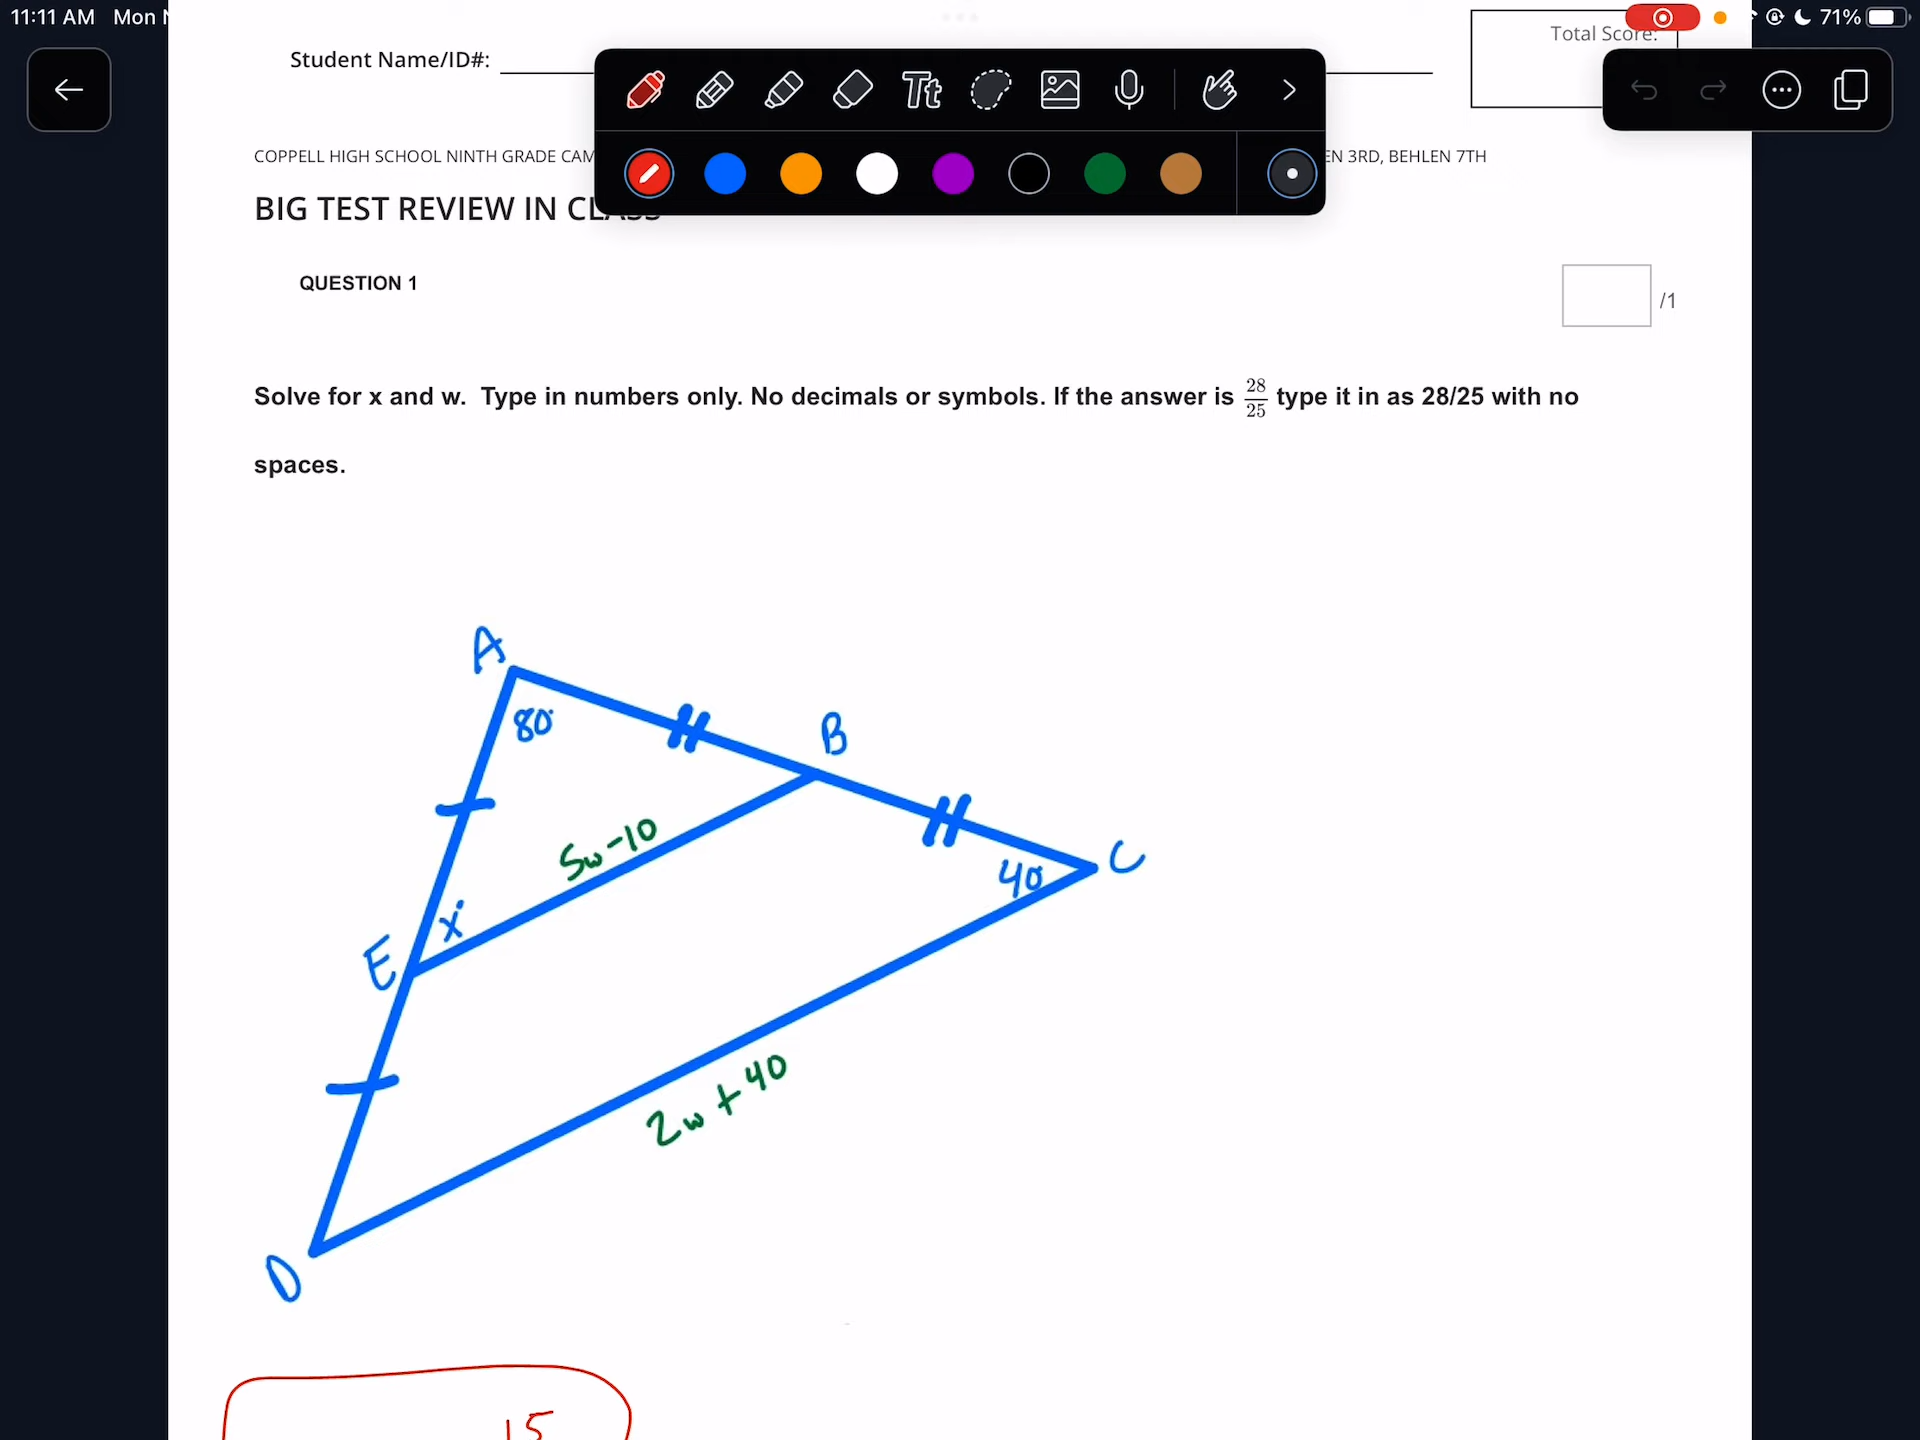 11:11 AM Mon
71%
Student Name/ID#:
Total Score:
Tt
COPPELL HIGH SCHOOL NINTH GRADE
3RD, BEHLEN 7TH
BIG TEST REVIEW IN CLASS
QUESTION 1
/1
Solve for x and w. Type in numbers only. No decimals or symbols. If the answer is 28/25 type it in as 28/25 with no
spaces.
A
80°
B
5w-10
C
40
x°
E
2w + 40
D
15